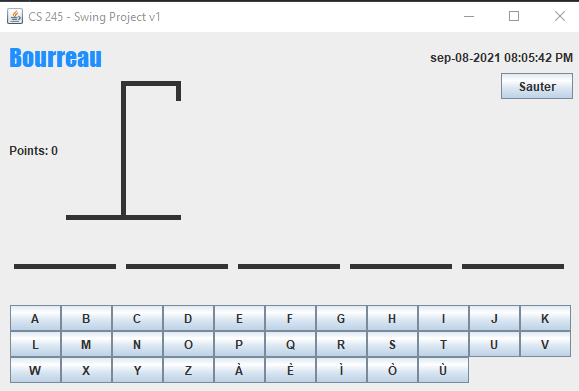 CS 245 - Swing Project v1
Bourreau
sep-08-2021 08:05:42 PM
Sauter
Points: 0
A B C D E F G H I J K
L M N O P Q R S T U V
W X Y Z À È Ì Ò Ù